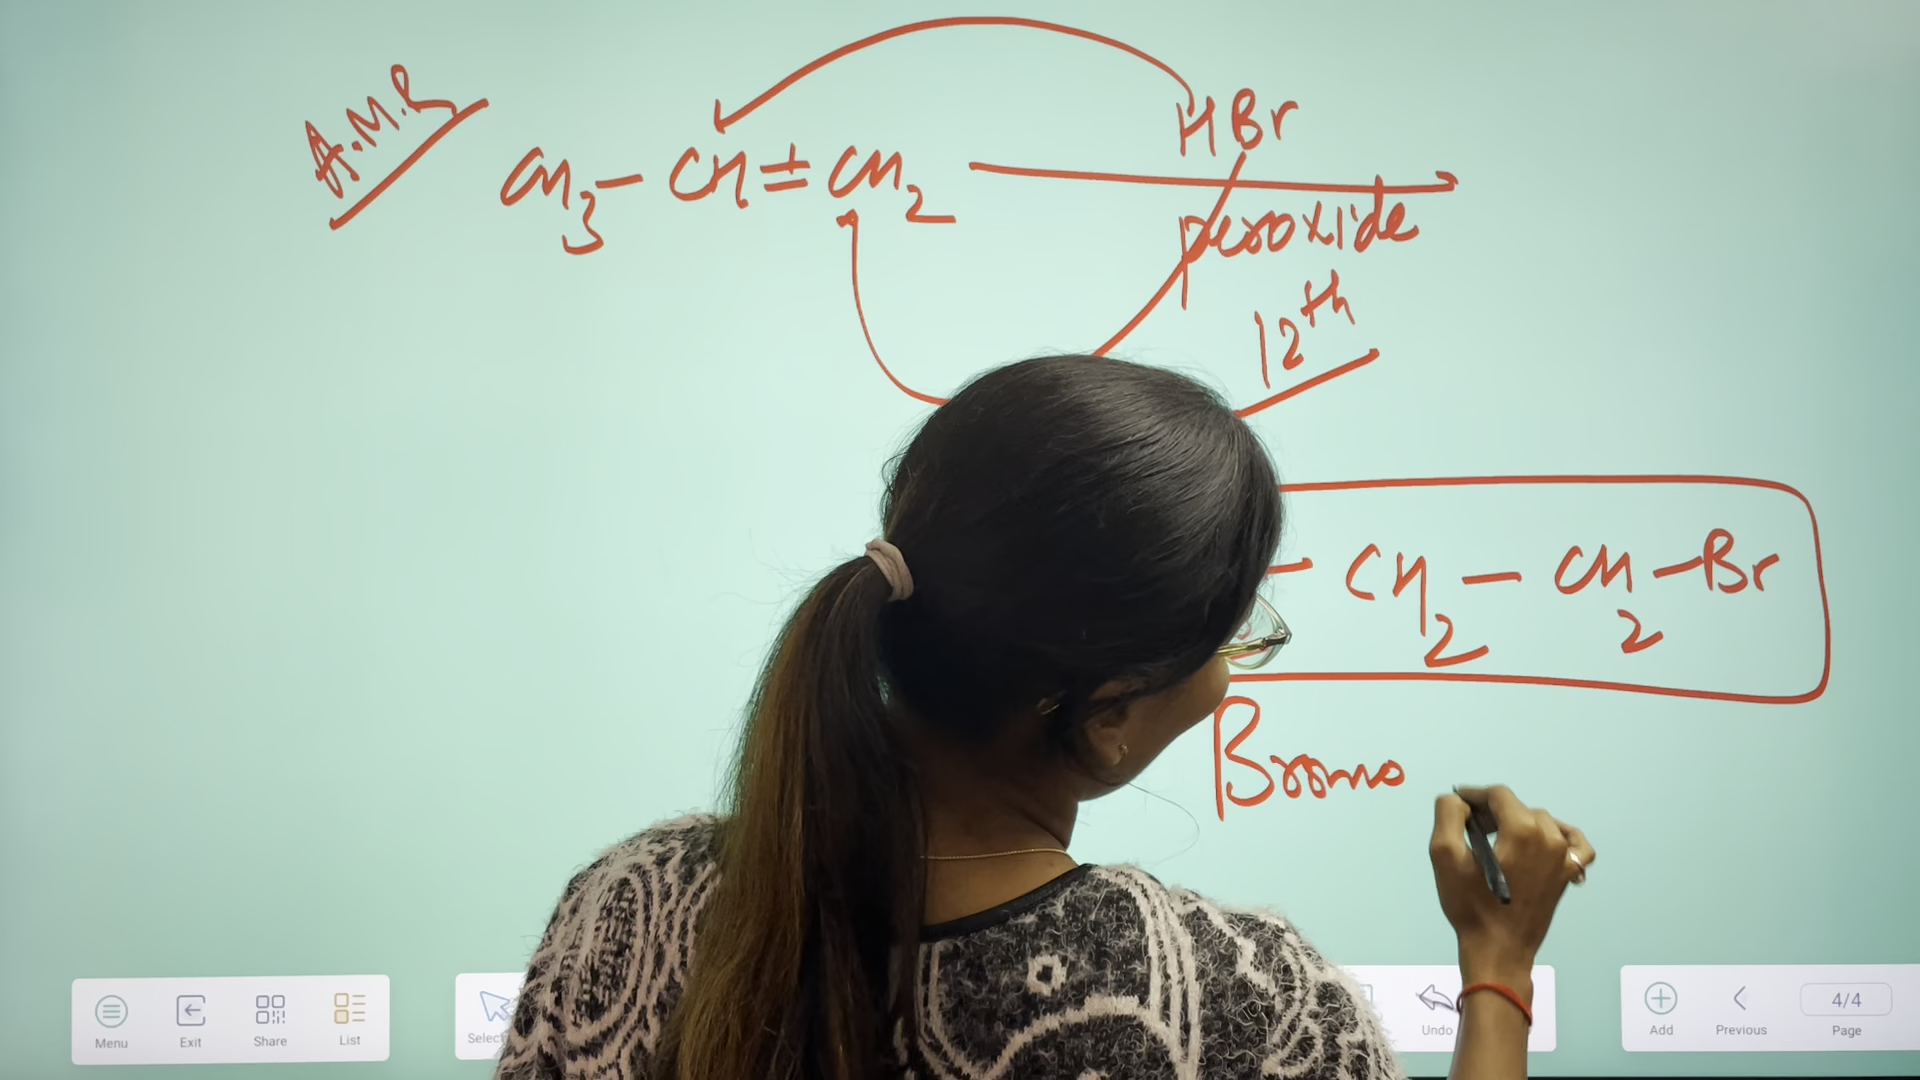 A.M.R
CH3 - CH = CH2
HBr
peroxide
12th
- CH2 - CH2 - Br
Bromo
Menu
Exit
Share
List
Select
Undo
Add
Previous
4/4
Page